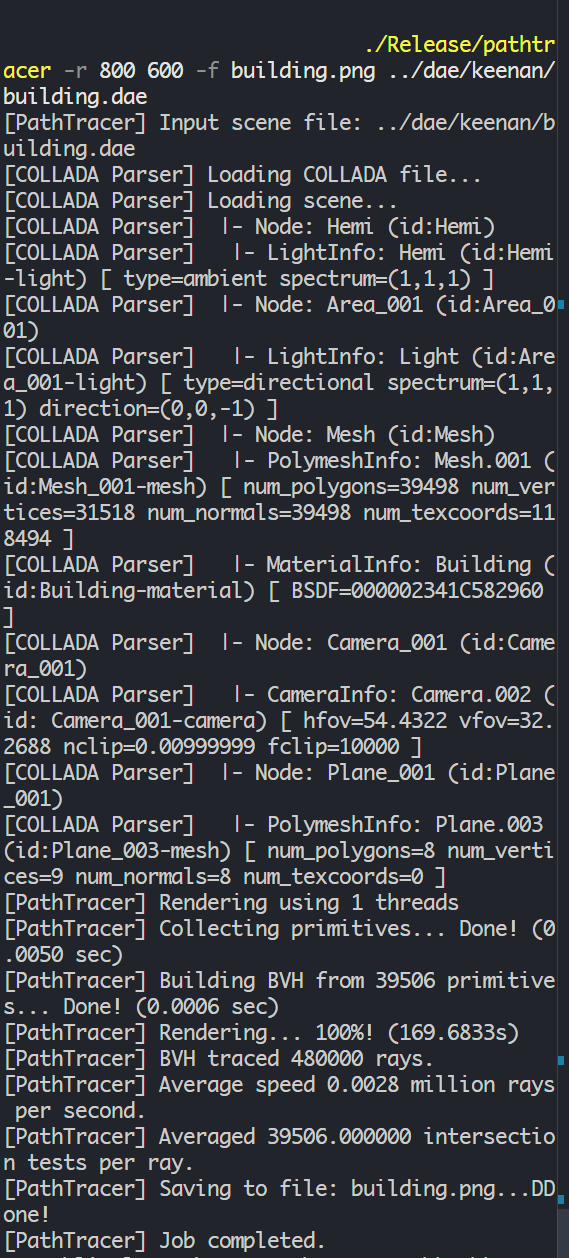 ./Release/pathtr
acer -r 800 600 -f building.png ../dae/keenan/
building.dae
[PathTracer] Input scene file: ../dae/keenan/b
uilding.dae
[COLLADA Parser] Loading COLLADA file...
[COLLADA Parser] Loading scene...
[COLLADA Parser]  |- Node: Hemi (id:Hemi)
[COLLADA Parser]   |- LightInfo: Hemi (id:Hemi
-light) [ type=ambient spectrum=(1,1,1) ]
[COLLADA Parser]  |- Node: Area_001 (id:Area_0
01)
[COLLADA Parser]   |- LightInfo: Light (id:Are
a_001-light) [ type=directional spectrum=(1,1,
1) direction=(0,0,-1) ]
[COLLADA Parser]  |- Node: Mesh (id:Mesh)
[COLLADA Parser]   |- PolymeshInfo: Mesh.001 (
id:Mesh_001-mesh) [ num_polygons=39498 num_ver
tices=31518 num_normals=39498 num_texcoords=11
8494 ]
[COLLADA Parser]   |- MaterialInfo: Building (
id:Building-material) [ BSDF=000002341C582960
]
[COLLADA Parser]  |- Node: Camera_001 (id:Came
ra_001)
[COLLADA Parser]   |- CameraInfo: Camera.002 (
id: Camera_001-camera) [ hfov=54.4322 vfov=32.
2688 nclip=0.00999999 fclip=10000 ]
[COLLADA Parser]  |- Node: Plane_001 (id:Plane
_001)
[COLLADA Parser]   |- PolymeshInfo: Plane.003
(id:Plane_003-mesh) [ num_polygons=8 num_verti
ces=9 num_normals=8 num_texcoords=0 ]
[PathTracer] Rendering using 1 threads
[PathTracer] Collecting primitives... Done! (0
.0050 sec)
[PathTracer] Building BVH from 39506 primitive
s... Done! (0.0006 sec)
[PathTracer] Rendering... 100%! (169.6833s)
[PathTracer] BVH traced 480000 rays.
[PathTracer] Average speed 0.0028 million rays
 per second.
[PathTracer] Averaged 39506.000000 intersectio
n tests per ray.
[PathTracer] Saving to file: building.png...DD
one!
[PathTracer] Job completed.